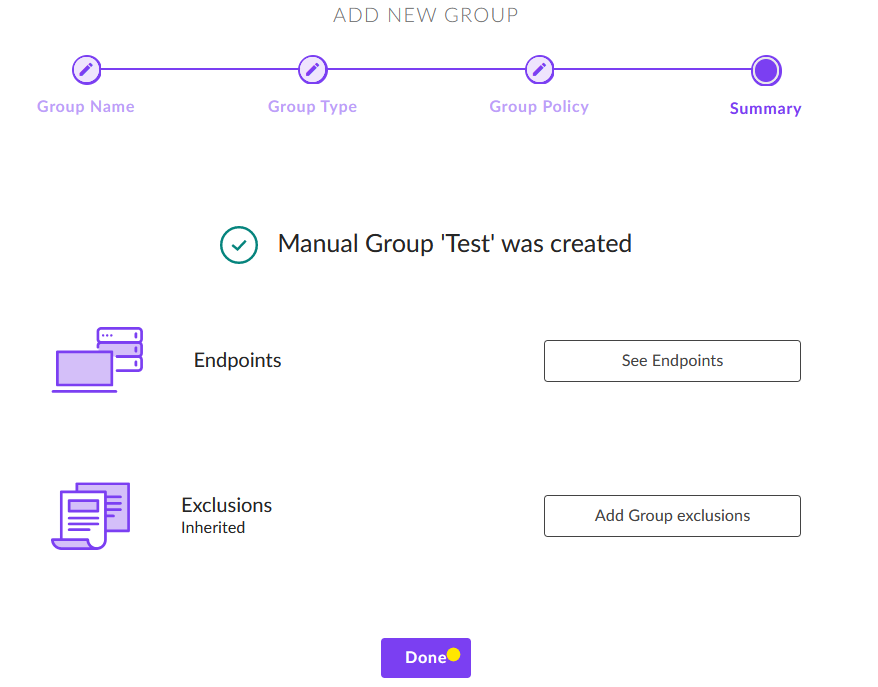 ADD NEW GROUP
Group Name
Group Type
Group Policy
Summary
Manual Group 'Test' was created
Endpoints
See Endpoints
Exclusions
Inherited
Add Group exclusions
Done